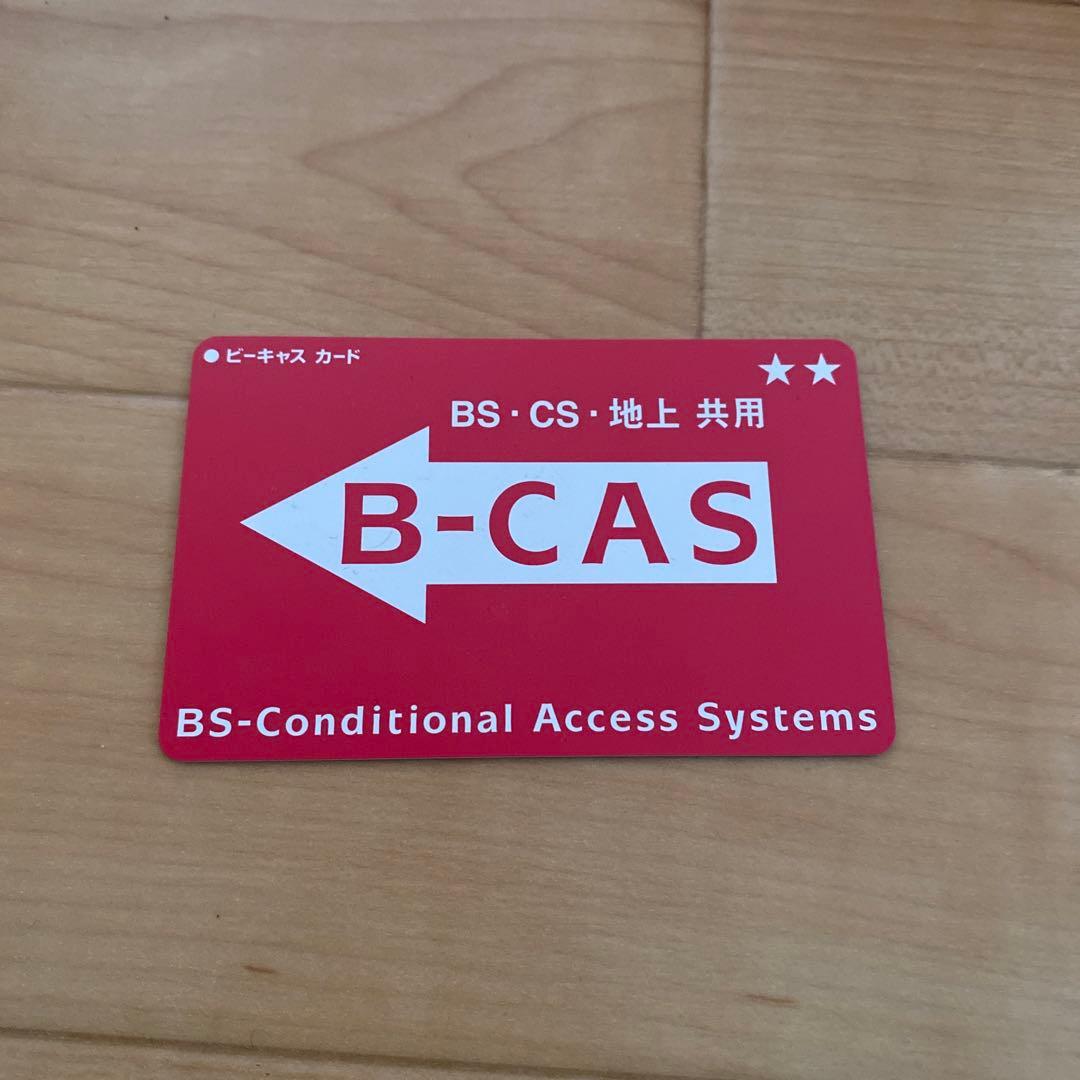 ●ビーキャス カード
★★
BS・CS・地上 共用
B-CAS
BS-Conditional Access Systems